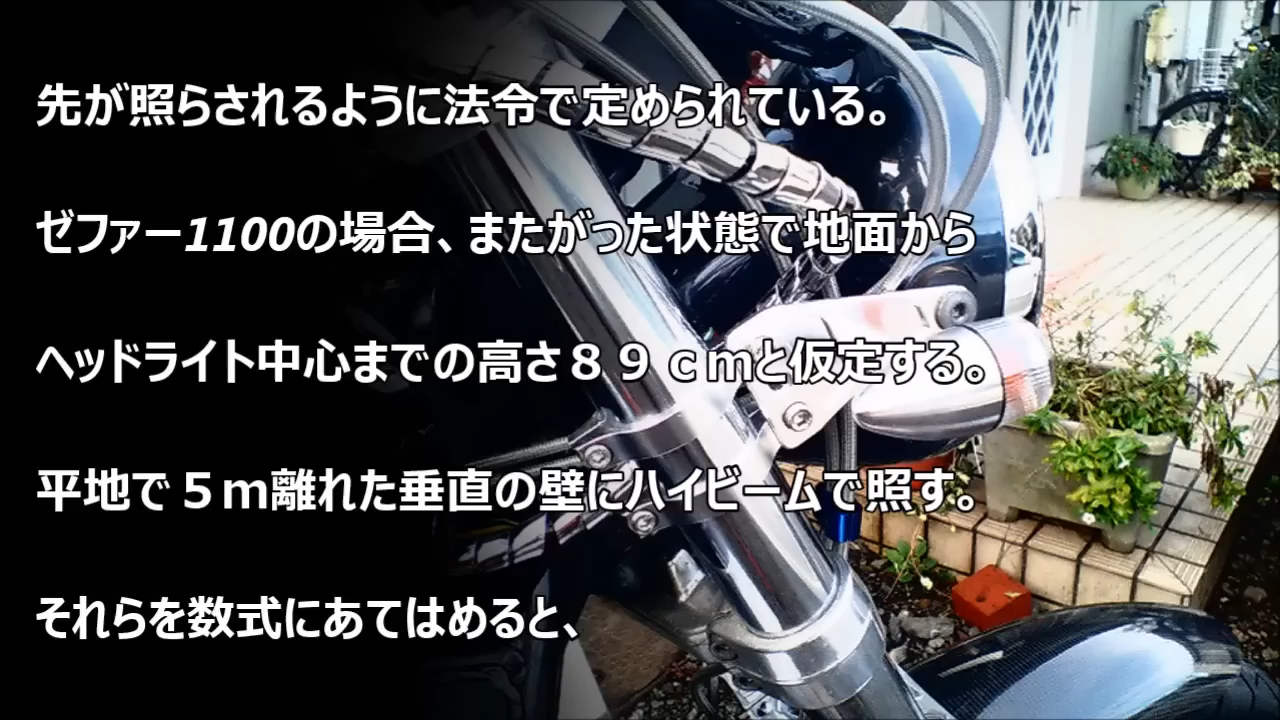 先が照らされるように法令で定められている。
ゼファー1100の場合、またがった状態で地面から
ヘッドライト中心までの高さ８９ｃｍと仮定する。
平地で５ｍ離れた垂直の壁にハイビームで照す。
それらを数式にあてはめると、